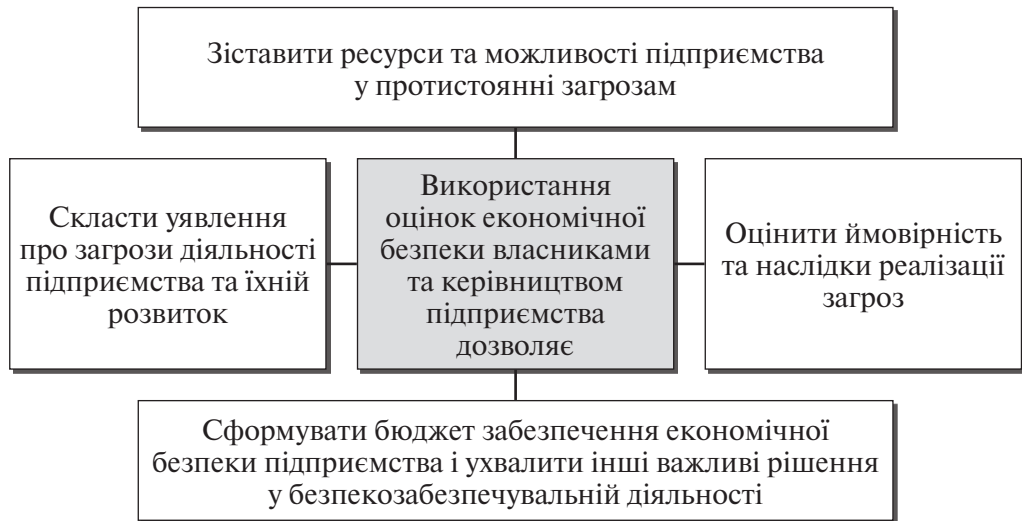 Зіставити ресурси та можливості підприємства
у протистоянні загрозам
Скласти уявлення
про загрози діяльності
підприємства та їхній
розвиток
Використання
оцінок економічної
безпеки власниками
та керівництвом
підприємства
дозволяє
Оцінити ймовірність
та наслідки реалізації
загроз
Сформувати бюджет забезпечення економічної
безпеки підприємства і ухвалити інші важливі рішення
у безпекозабезпечувальній діяльності